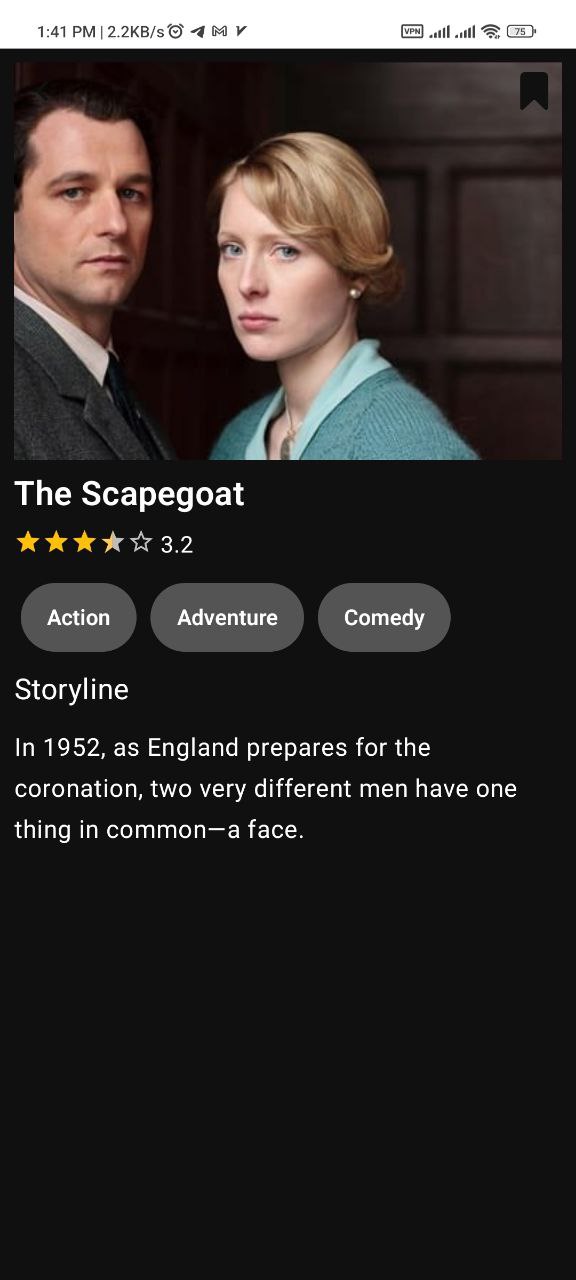 1:41 PM | 2.2KB/s
VPN
75
The Scapegoat
3.2
Action Adventure Comedy
Storyline
In 1952, as England prepares for the
coronation, two very different men have one
thing in common—a face.